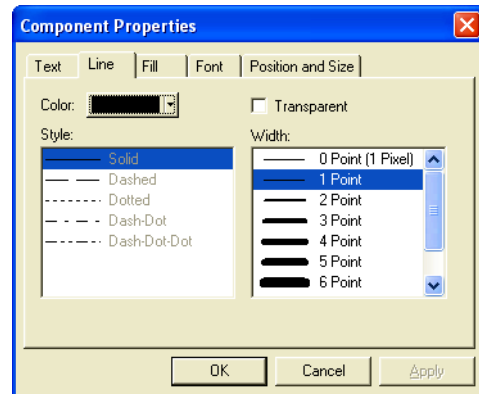 Component Properties
Text Line Fill Font Position and Size
Color: Transparent
Style: Width:
Solid 0 Point (1 Pixel)
Dashed 1 Point
Dotted 2 Point
Dash-Dot 3 Point
Dash-Dot-Dot 4 Point
5 Point
6 Point
OK Cancel Apply